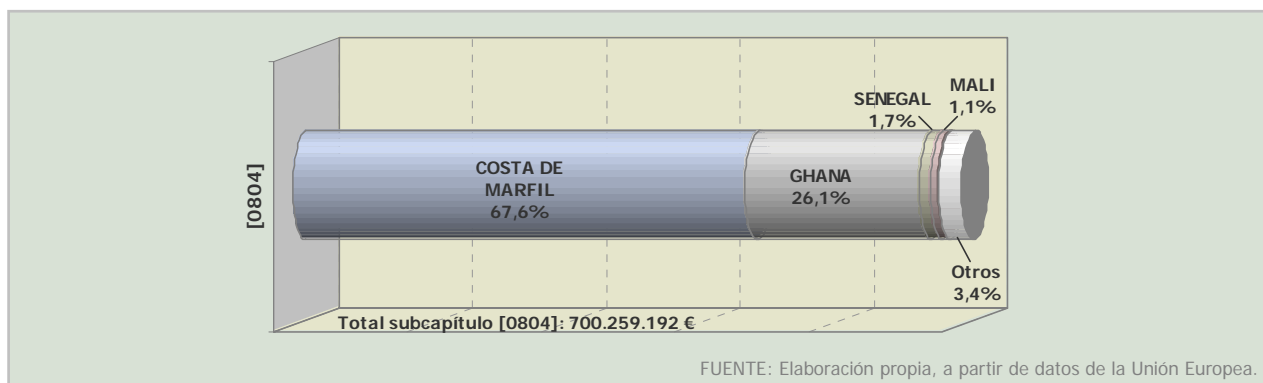 MALI
1,1%
SENEGAL
1,7%
COSTA DE
MARFIL
67,6%
GHANA
26,1%
[0804]
Otros
3,4%
Total subcapítulo [0804]: 700.259.192 €
FUENTE: Elaboración propia, a partir de datos de la Unión Europea.